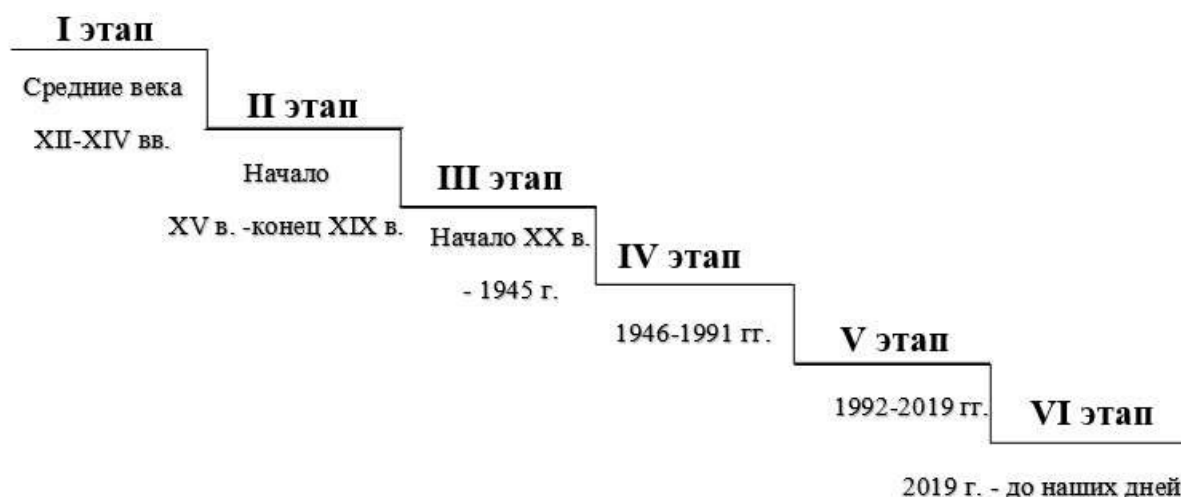 I этап
Средние века
XII-XIV вв.
II этап
Начало
XV в. -конец XIX в.
III этап
Начало XX в.
- 1945 г.
IV этап
1946-1991 гг.
V этап
1992-2019 гг.
VI этап
2019 г. - до наших дней